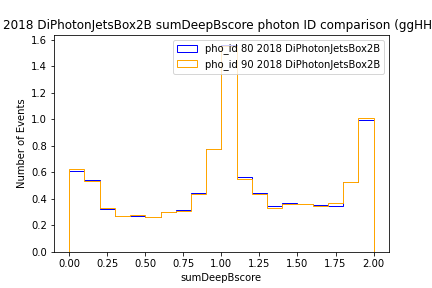 2018 DiPhotonJetsBox2B sumDeepBscore photon ID comparison (ggHH
pho_id 80 2018 DiPhotonJetsBox2B
pho_id 90 2018 DiPhotonJetsBox2B
Number of Events
1.6
1.4
1.2
1.0
0.8
0.6
0.4
0.2
0.0
0.00 0.25 0.50 0.75 1.00 1.25 1.50 1.75 2.00
sumDeepBscore